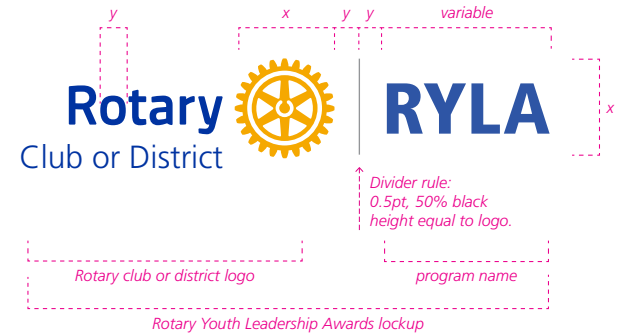 y
x
y
y
variable
Rotary
Club or District
RYLA
x
Divider rule:
0.5pt, 50% black
height equal to logo.
Rotary club or district logo
program name
Rotary Youth Leadership Awards lockup